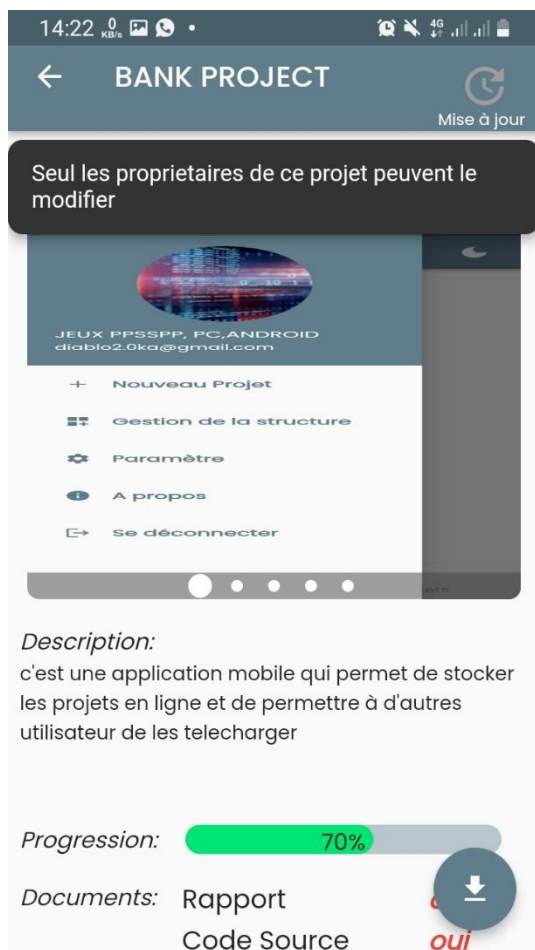 14:22 0 KB/s 4G
BANK PROJECT
Mise à jour
Seul les proprietaires de ce projet peuvent le
modifier
JEUX PPSSPP, PC,ANDROID
diablo2.0ka@gmail.com
Nouveau Projet
Gestion de la structure
Paramètre
A propos
Se déconnecter
Description:
c'est une application mobile qui permet de stocker
les projets en ligne et de permettre à d'autres
utilisateur de les telecharger
Progression: 70%
Documents: Rapport
Code Source oui